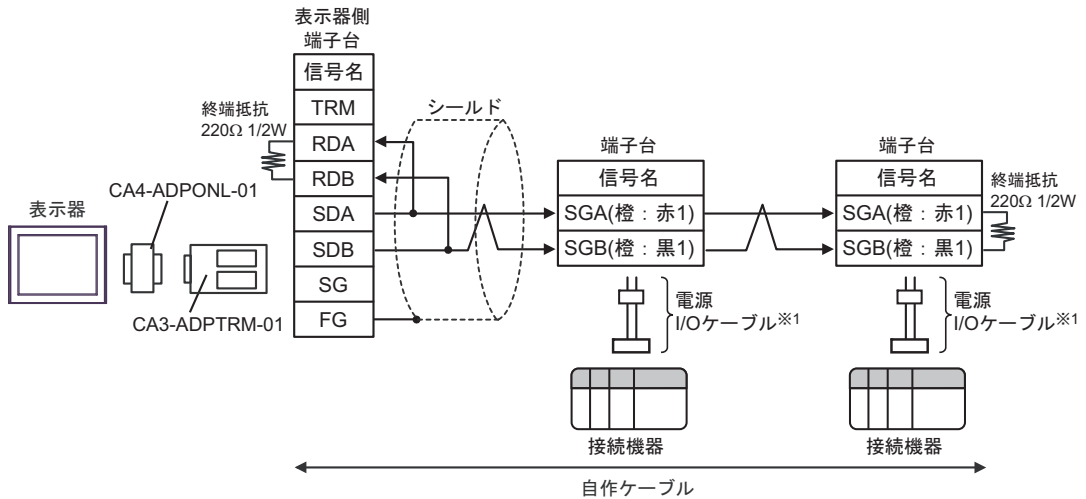 表示器側
端子台
信号名
TRM
RDA
RDB
SDA
SDB
SG
FG
終端抵抗
220Ω 1/2W
シールド
CA4-ADPONL-01
表示器
CA3-ADPTRM-01
端子台
信号名
SGA(橙:赤1)
SGB(橙:黒1)
電源
I/Oケーブル※1
接続機器
端子台
信号名
SGA(橙:赤1)
SGB(橙:黒1)
終端抵抗
220Ω 1/2W
電源
I/Oケーブル※1
接続機器
自作ケーブル